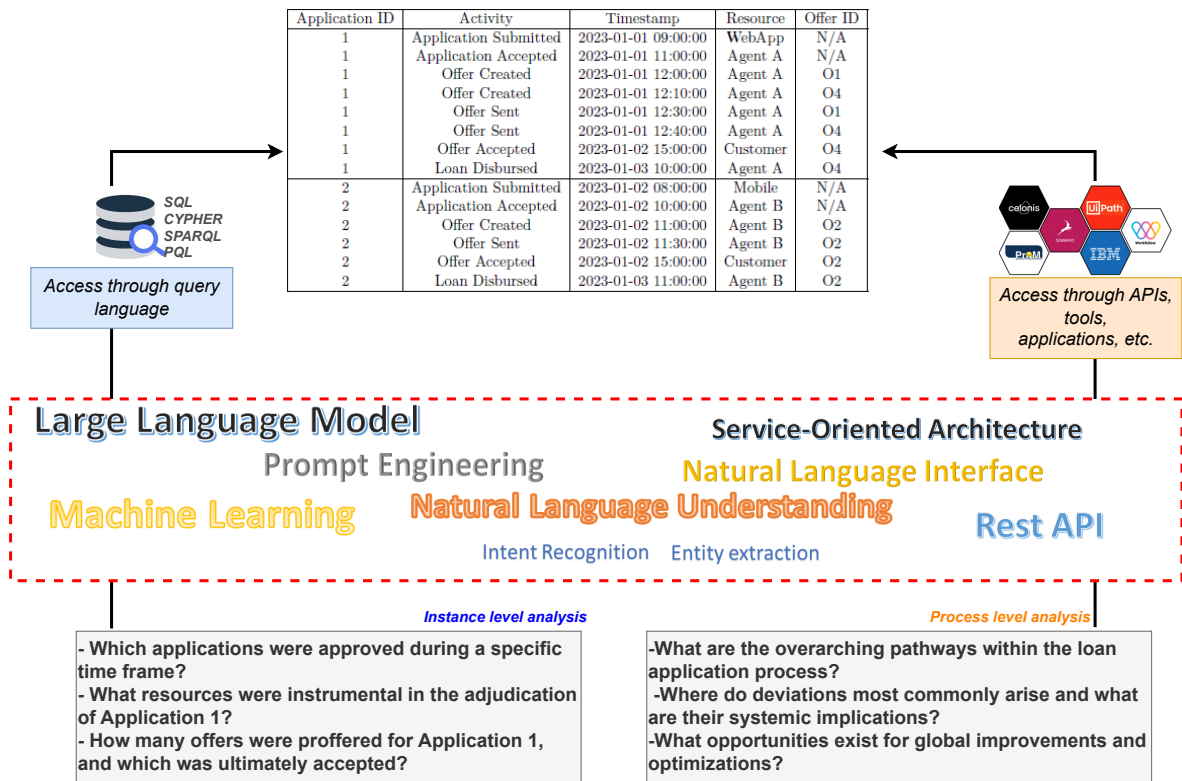 Application ID Activity Timestamp Resource Offer ID
1 Application Submitted 2023-01-01 09:00:00 WebApp N/A
1 Application Accepted 2023-01-01 11:00:00 Agent A N/A
1 Offer Created 2023-01-01 12:00:00 Agent A O1
1 Offer Created 2023-01-01 12:10:00 Agent A O4
1 Offer Sent 2023-01-01 12:30:00 Agent A O1
1 Offer Sent 2023-01-01 12:40:00 Agent A O4
1 Offer Accepted 2023-01-02 15:00:00 Customer O4
1 Loan Disbursed 2023-01-03 10:00:00 Agent A O4
2 Application Submitted 2023-01-02 08:00:00 Mobile N/A
2 Application Accepted 2023-01-02 10:00:00 Agent B N/A
2 Offer Created 2023-01-02 11:00:00 Agent B O2
2 Offer Sent 2023-01-02 11:30:00 Agent B O2
2 Offer Accepted 2023-01-02 15:00:00 Customer O2
2 Loan Disbursed 2023-01-03 11:00:00 Agent B O2
SQL
CYPHER
SPARQL
PQL
Access through query
language
celonis
UiPath
SIGNAVIO
Workfellow
ProM
IBM
Access through APIs,
tools,
applications, etc.
Large Language Model
Service-Oriented Architecture
Prompt Engineering
Natural Language Interface
Machine Learning
Natural Language Understanding
Rest API
Intent Recognition
Entity extraction
Instance level analysis
- Which applications were approved during a specific
time frame?
- What resources were instrumental in the adjudication
of Application 1?
- How many offers were proffered for Application 1,
and which was ultimately accepted?
Process level analysis
-What are the overarching pathways within the loan
application process?
-Where do deviations most commonly arise and what
are their systemic implications?
-What opportunities exist for global improvements and
optimizations?